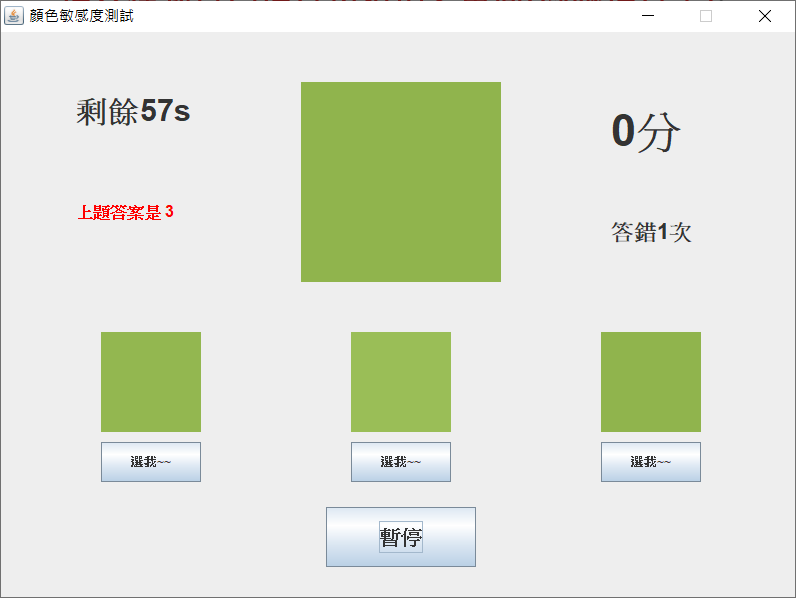 顏色敏感度測試
剩餘57s
0分
上題答案是 3
答錯1次
選我~~
選我~~
選我~~
暫停